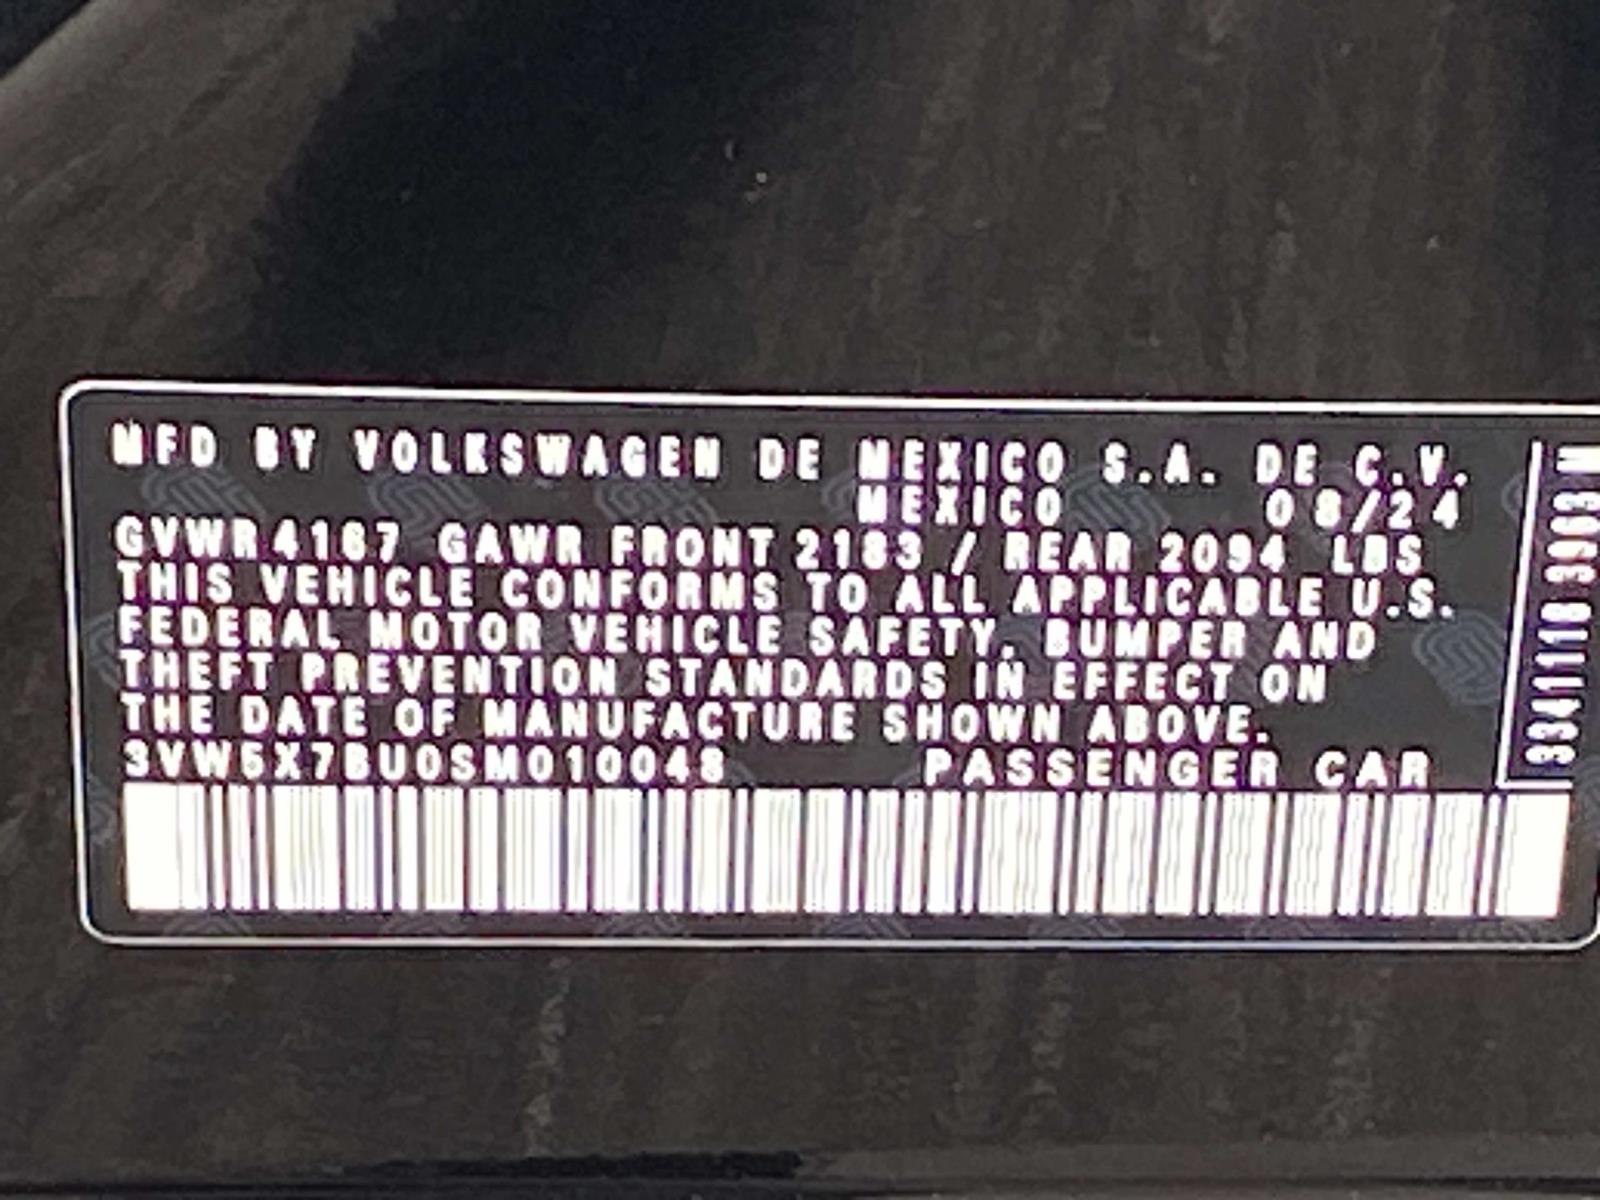 MFD BY VOLKSWAGEN DE MEXICO S.A. DE C.V.
MEXICO 08/24
GVWR 4167 GAWR FRONT 2183 / REAR 2094 LBS
THIS VEHICLE CONFORMS TO ALL APPLICABLE U.S.
FEDERAL MOTOR VEHICLE SAFETY, BUMPER AND
THEFT PREVENTION STANDARDS IN EFFECT ON
THE DATE OF MANUFACTURE SHOWN ABOVE.
3VW5X7BU0SM010048 PASSENGER CAR